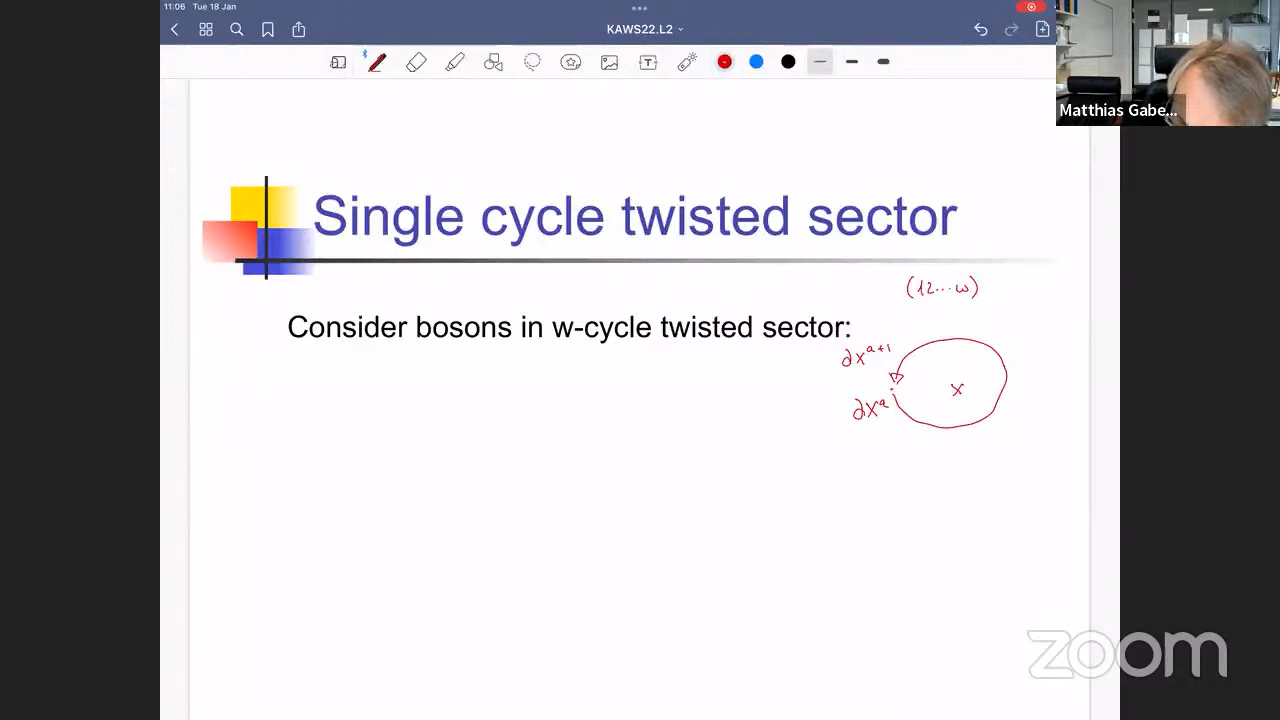 11:06 Tue 18 Jan
KAWS22.L2
Matthias Gabe...
Single cycle twisted sector
(12...w)
Consider bosons in w-cycle twisted sector:
∂x^{a+1}
x
∂x^a
zoom